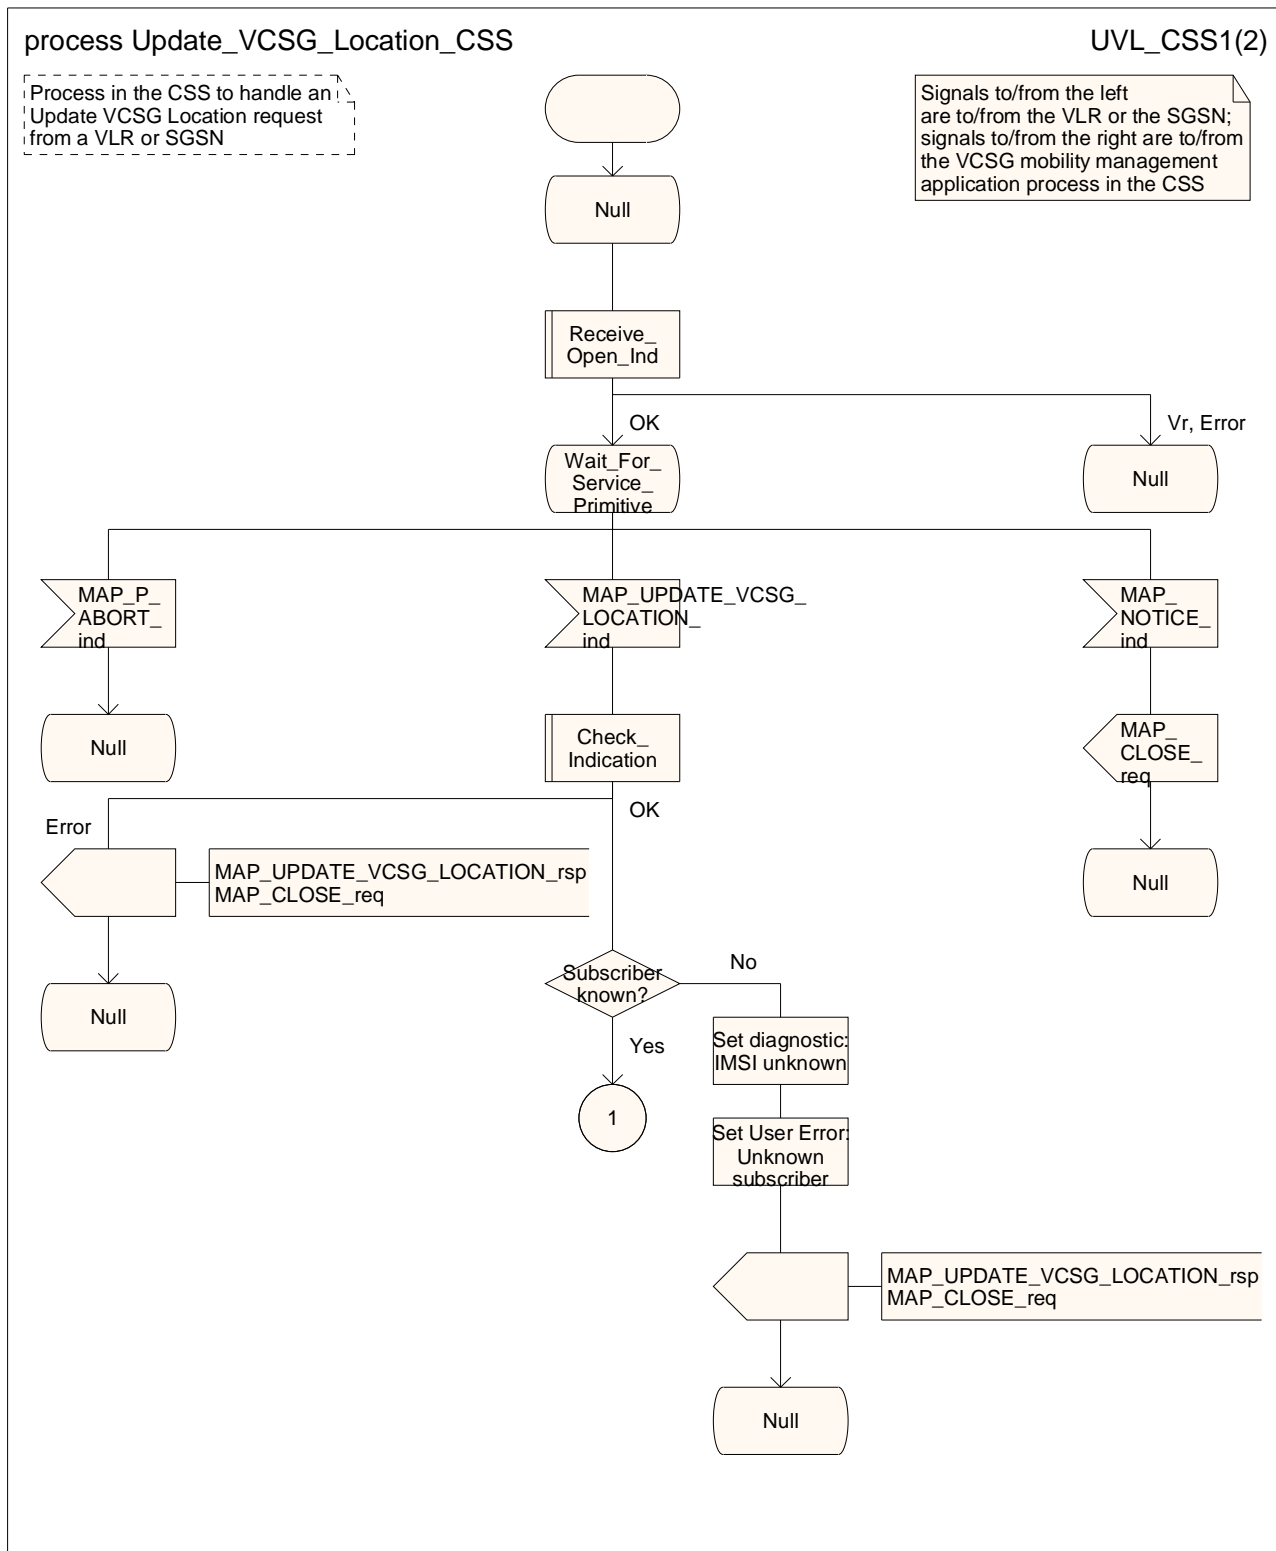 process Update_VCSG_Location_CSS
UVL_CSS1(2)
Process in the CSS to handle an
Update VCSG Location request
from a VLR or SGSN
Signals to/from the left
are to/from the VLR or the SGSN;
signals to/from the right are to/from
the VCSG mobility management
application process in the CSS
Null
Receive_
Open_Ind
OK
Vr, Error
Wait_For_
Service_
Primitive
Null
MAP_P_
ABORT_
ind
MAP_UPDATE_VCSG_
LOCATION_
ind
MAP_
NOTICE_
ind
Null
Check_
Indication
MAP_
CLOSE_
req
OK
Error
MAP_UPDATE_VCSG_LOCATION_rsp
MAP_CLOSE_req
Null
Null
Subscriber
known?
No
Yes
Set diagnostic:
IMSI unknown
1
Set User Error:
Unknown
subscriber
MAP_UPDATE_VCSG_LOCATION_rsp
MAP_CLOSE_req
Null